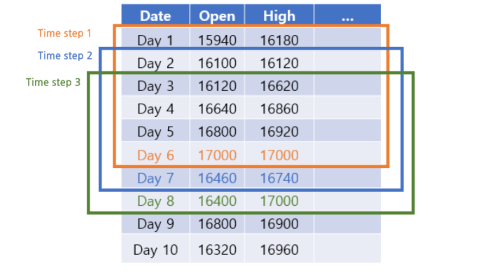 Date Open High ...
Time step 1
Day 1 15940 16180
Time step 2
Day 2 16100 16120
Time step 3
Day 3 16120 16620
Day 4 16640 16860
Day 5 16800 16920
Day 6 17000 17000
Day 7 16460 16740
Day 8 16400 17000
Day 9 16800 16900
Day 10 16320 16960